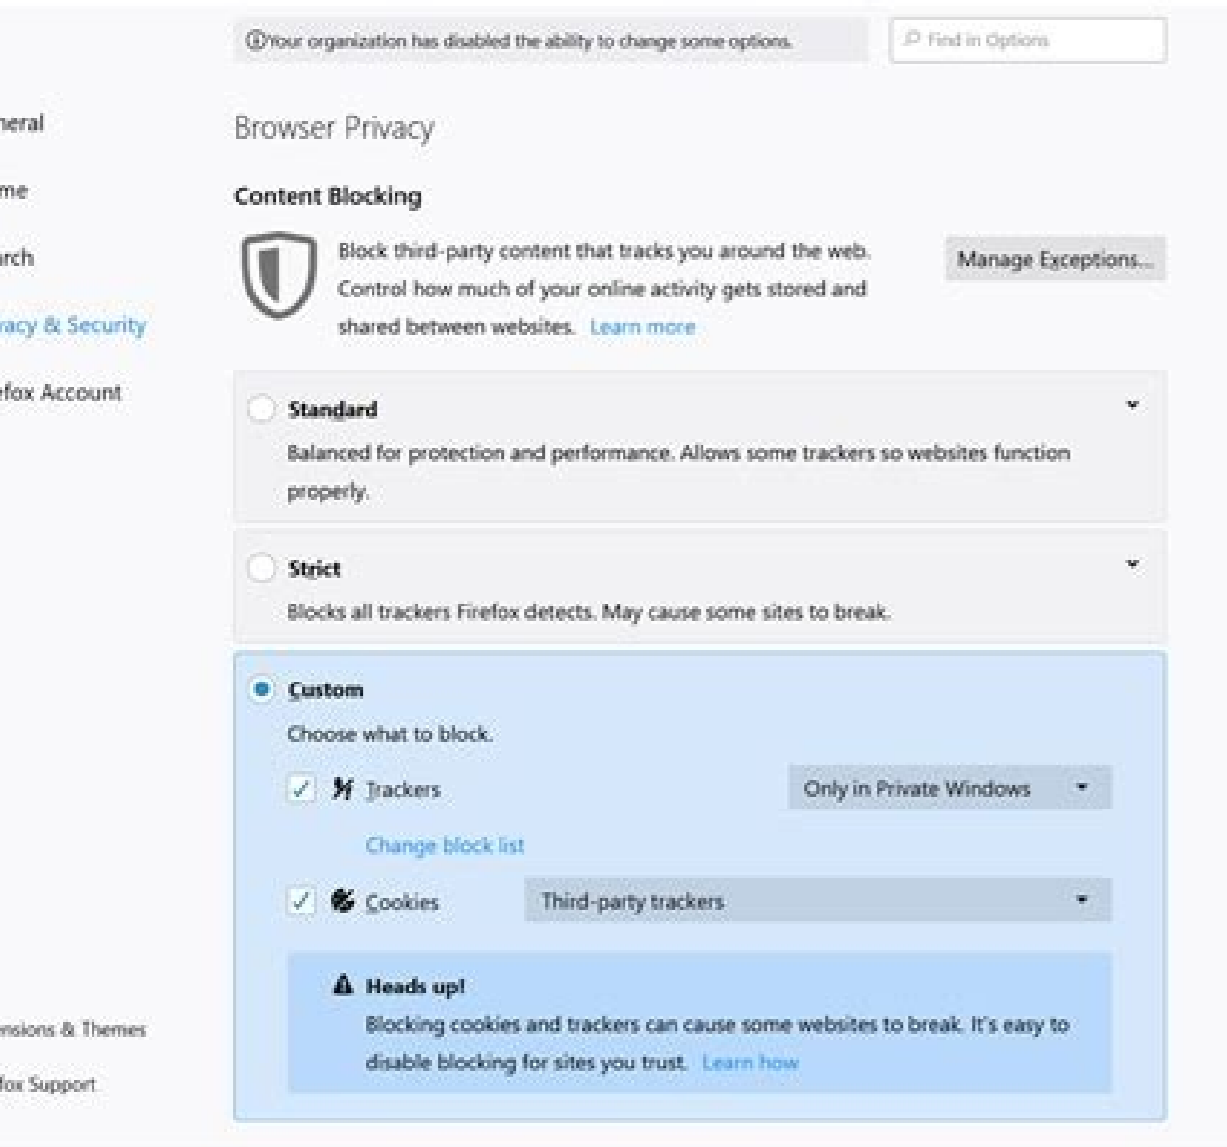 Your organization has disabled the ability to change some options.
Find in Options
neral
me
rch
vacy & Security
efox Account
nsions & Themes
fox Support
Browser Privacy
Content Blocking
Block third-party content that tracks you around the web.
Control how much of your online activity gets stored and
shared between websites. Learn more
Manage Exceptions...
Standard
Balanced for protection and performance. Allows some trackers so websites function
properly.
Strict
Blocks all trackers Firefox detects. May cause some sites to break.
Custom
Choose what to block.
Trackers
Only in Private Windows
Change block list
Cookies
Third-party trackers
Heads up!
Blocking cookies and trackers can cause some websites to break. It's easy to
disable blocking for sites you trust. Learn how